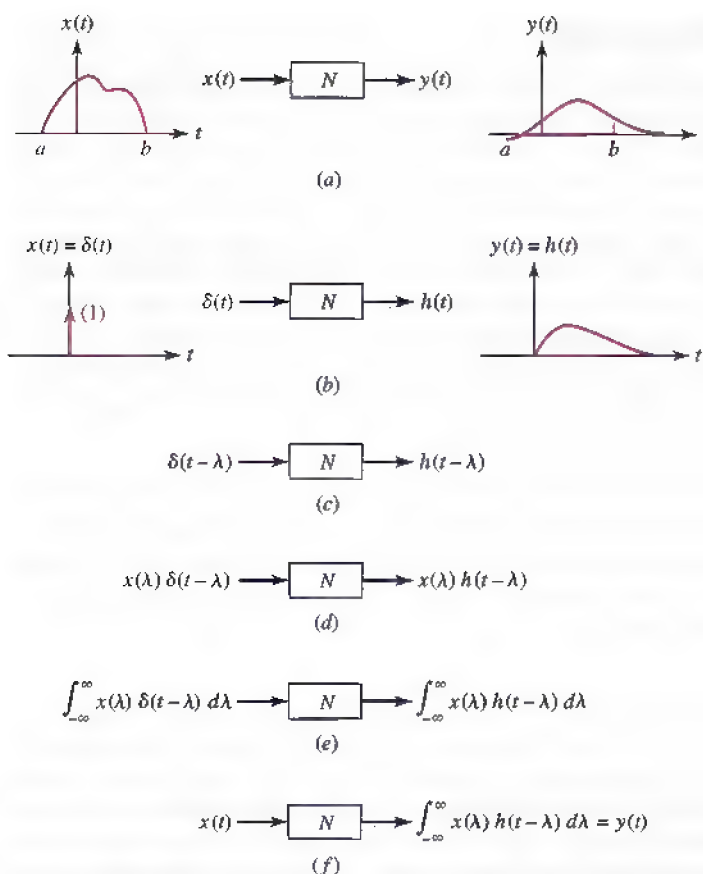 x(t)
x(t) N y(t)
y(t)
t
a b
a b
(a)
x(t) = δ(t)
y(t) = h(t)
(1)
δ(t) N h(t)
t
t
(b)
δ(t – λ) N h(t – λ)
(c)
x(λ) δ(t – λ) N x(λ) h(t – λ)
(d)
∫_{-∞}^{∞} x(λ) δ(t – λ) dλ N ∫_{-∞}^{∞} x(λ) h(t – λ) dλ
(e)
x(t) N ∫_{-∞}^{∞} x(λ) h(t – λ) dλ = y(t)
(f)